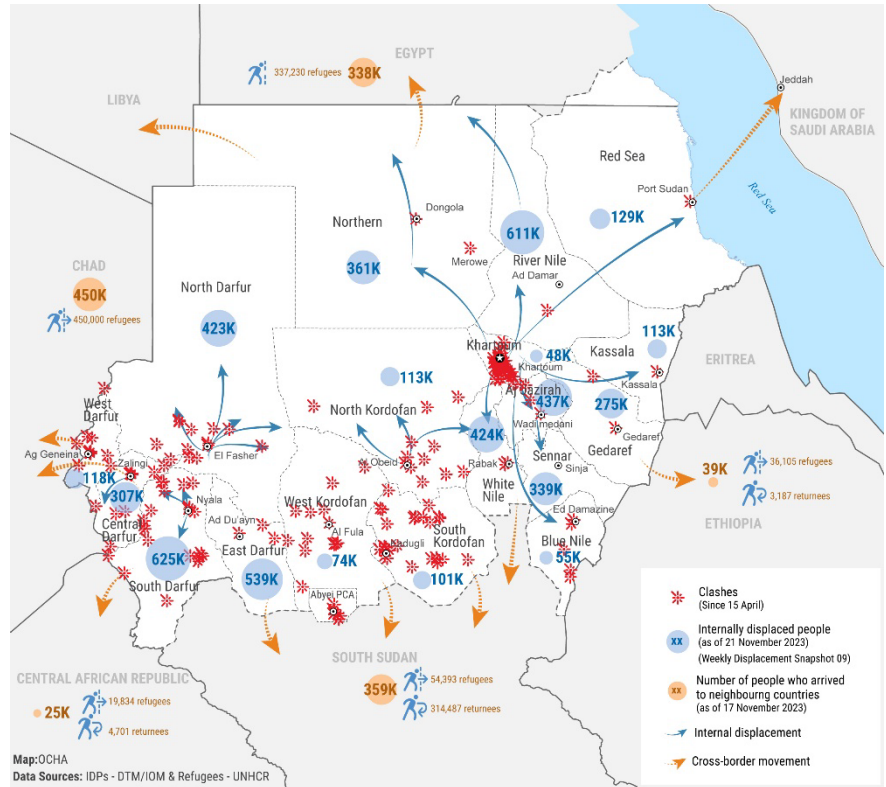 EGYPT
337,230 refugees
338K
LIBYA
Jeddah
KINGDOM OF
SAUDI ARABIA
Red Sea
Red Sea
Port Sudan
129K
Northern
Dongola
611K
River Nile
Merowe
Ad Damar
361K
CHAD
450K
450,000 refugees
North Darfur
423K
Khartoum
Khartoum
48K
113K
Kassala
Kassala
ERITREA
113K
North Kordofan
Al Jazirah
437K
Wad Medani
275K
Gedaref
Gedaref
West
Darfur
Ag Geneina
El Fasher
424K
White
Nile
Rabak
Sennar
Sinja
339K
El Obeid
118K
Zalingi
307K
Central
Darfur
Nyala
Ad Du'ayn
West Kordofan
Al Fula
74K
South
Kordofan
Kadugli
101K
Ed Damazine
Blue Nile
55K
39K
36,105 refugees
3,187 returnees
ETHIOPIA
625K
South Darfur
East Darfur
539K
Abyei PCA
SOUTH SUDAN
359K
54,393 refugees
314,487 returnees
CENTRAL AFRICAN REPUBLIC
25K
19,834 refugees
4,701 returnees
Clashes
(Since 15 April)
xx
Internally displaced people
(as of 21 November 2023)
(Weekly Displacement Snapshot 09)
xx
Number of people who arrived
to neighbourng countries
(as of 17 November 2023)
Internal displacement
Cross-border movement
Map:OCHA
Data Sources: IDPs - DTM/IOM & Refugees - UNHCR